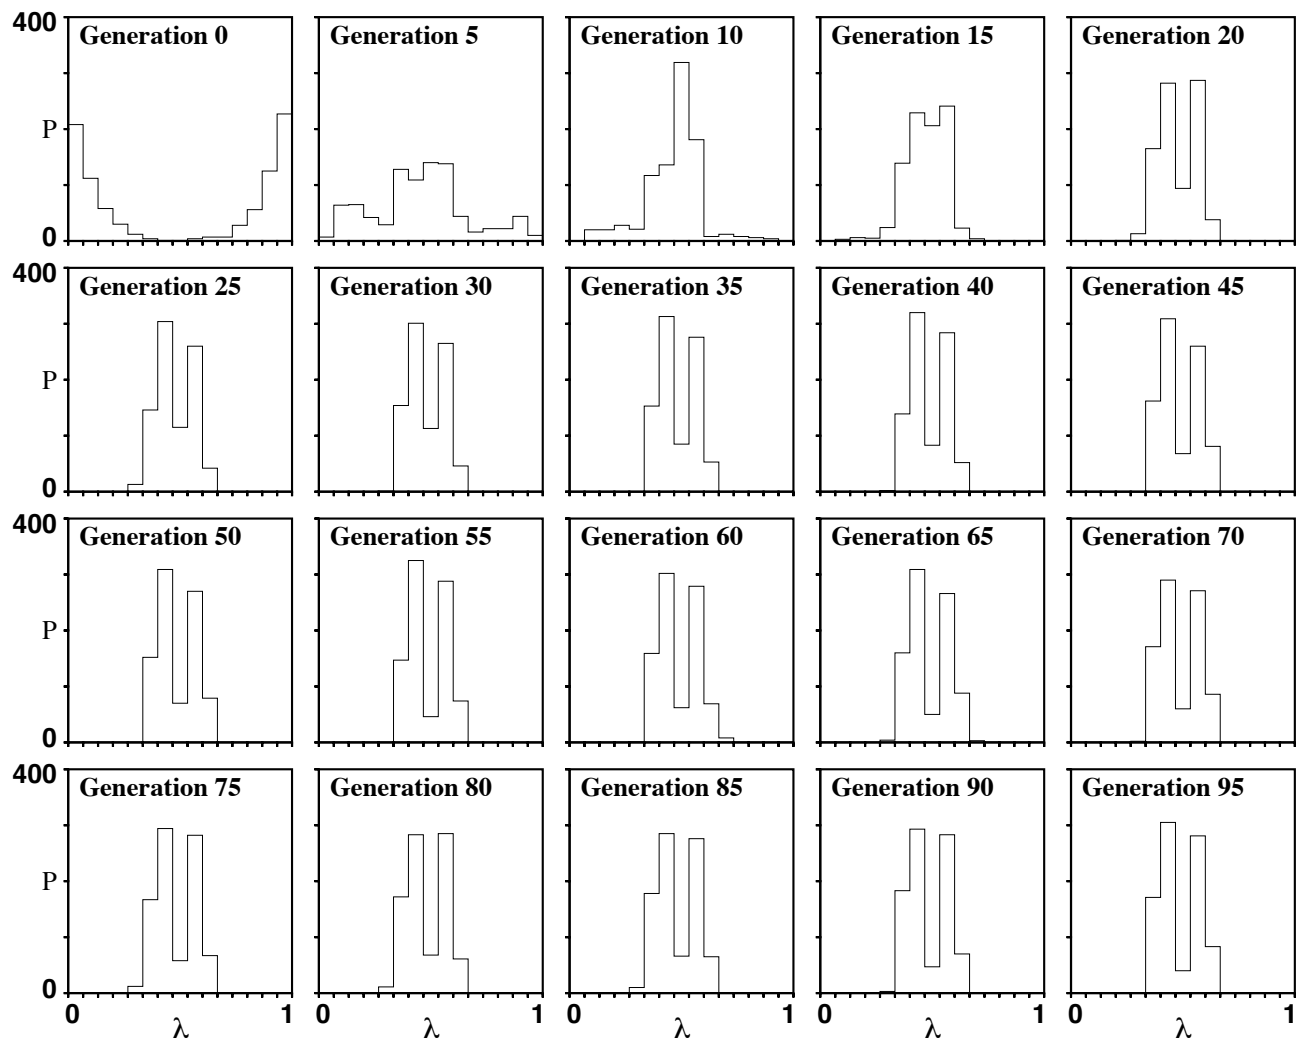 400 Generation 0 Generation 5 Generation 10 Generation 15 Generation 20
P
0
400 Generation 25 Generation 30 Generation 35 Generation 40 Generation 45
P
0
400 Generation 50 Generation 55 Generation 60 Generation 65 Generation 70
P
0
400 Generation 75 Generation 80 Generation 85 Generation 90 Generation 95
P
0
0 1 0 1 0 1 0 1 0 1
λ λ λ λ λ